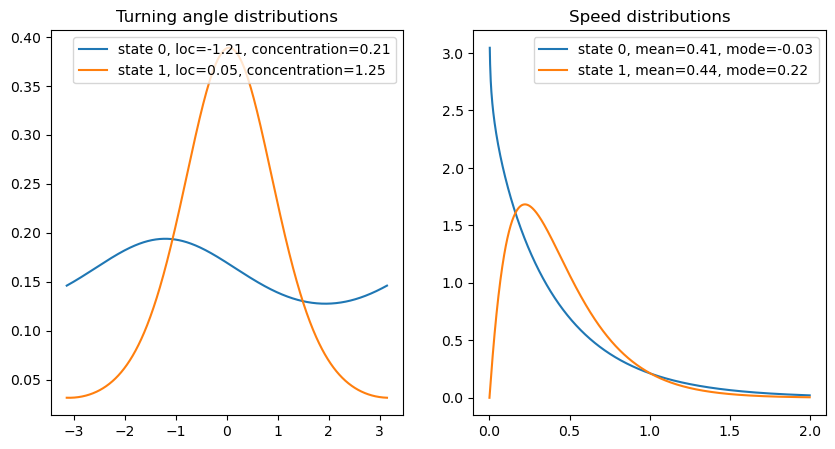 Turning angle distributions
state 0, loc=-1.21, concentration=0.21
state 1, loc=0.05, concentration=1.25
0.40
0.35
0.30
0.25
0.20
0.15
0.10
0.05
−3 −2 −1 0 1 2 3
Speed distributions
state 0, mean=0.41, mode=-0.03
state 1, mean=0.44, mode=0.22
3.0
2.5
2.0
1.5
1.0
0.5
0.0
0.0 0.5 1.0 1.5 2.0